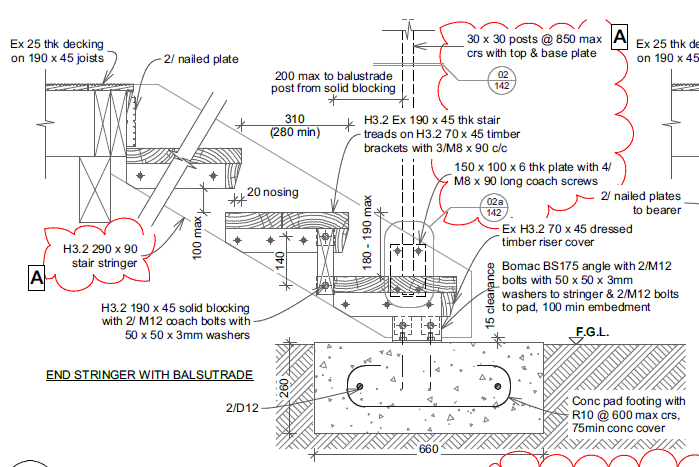 Ex 25 thk decking
on 190 x 45 joists
2/ nailed plate
30 x 30 posts @ 850 max
crs with top & base plate
A
Ex 25 thk de
on 190 x 45
02
142
200 max to balustrade
post from solid blocking
310
(280 min)
H3.2 Ex 190 x 45 thk stair
treads on H3.2 70 x 45 timber
brackets with 3/M8 x 90 c/c
150 x 100 x 6 thk plate with 4/
M8 x 90 long coach screws
20 nosing
2/ nailed plates
to bearer
02a
142
H3.2 290 x 90
stair stringer
A
100 max
140
180 - 190 max
Ex H3.2 70 x 45 dressed
timber riser cover
Bomac BS175 angle with 2/M12
bolts with 50 x 50 x 3mm
washers to stringer & 2/M12 bolts
to pad, 100 min embedment
15 clearance
H3.2 190 x 45 solid blocking
with 2/ M12 coach bolts with
50 x 50 x 3mm washers
F.G.L.
END STRINGER WITH BALSUTRADE
260
2/D12
Conc pad footing with
R10 @ 600 max crs,
75min conc cover
660